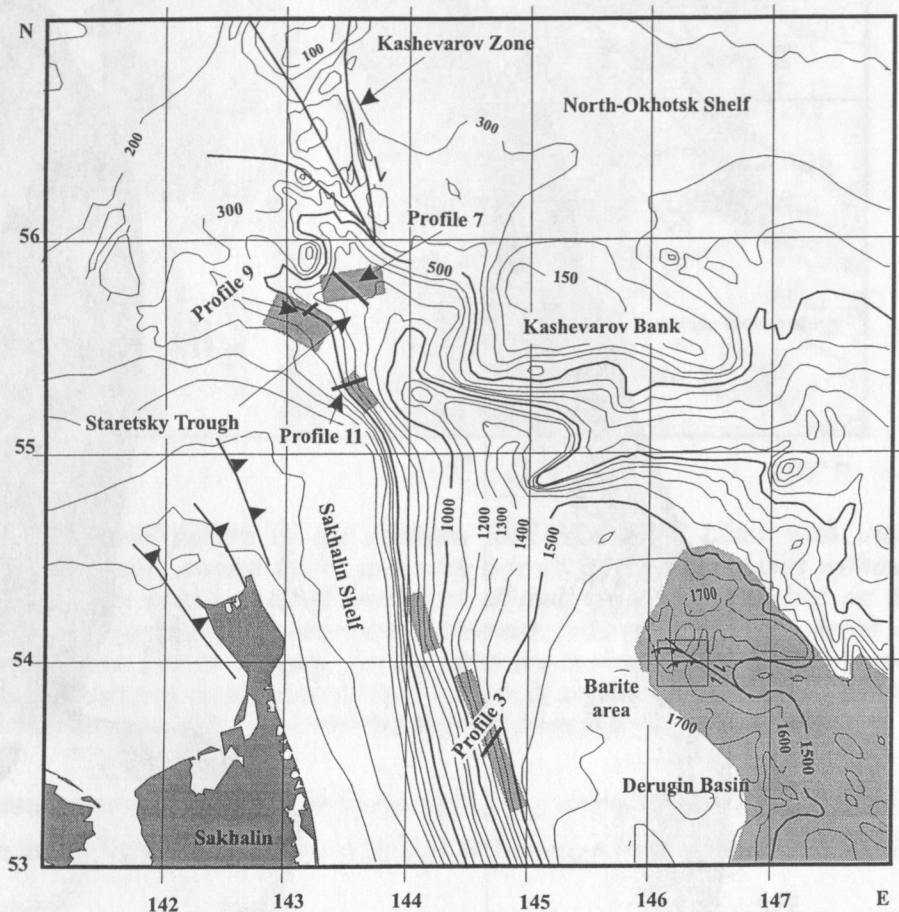 N
Kashevarov Zone
100
North-Okhotsk Shelf
200
300
300
Profile 7
56
500
150
Profile 9
Kashevarov Bank
Staretsky Trough
Profile 11
55
1000
1200
1300
1400
1500
Sakhalin Shelf
1700
54
Barite
area
Profile 3
1700
1600
1500
Derugin Basin
Sakhalin
53
142
143
144
145
146
147
E